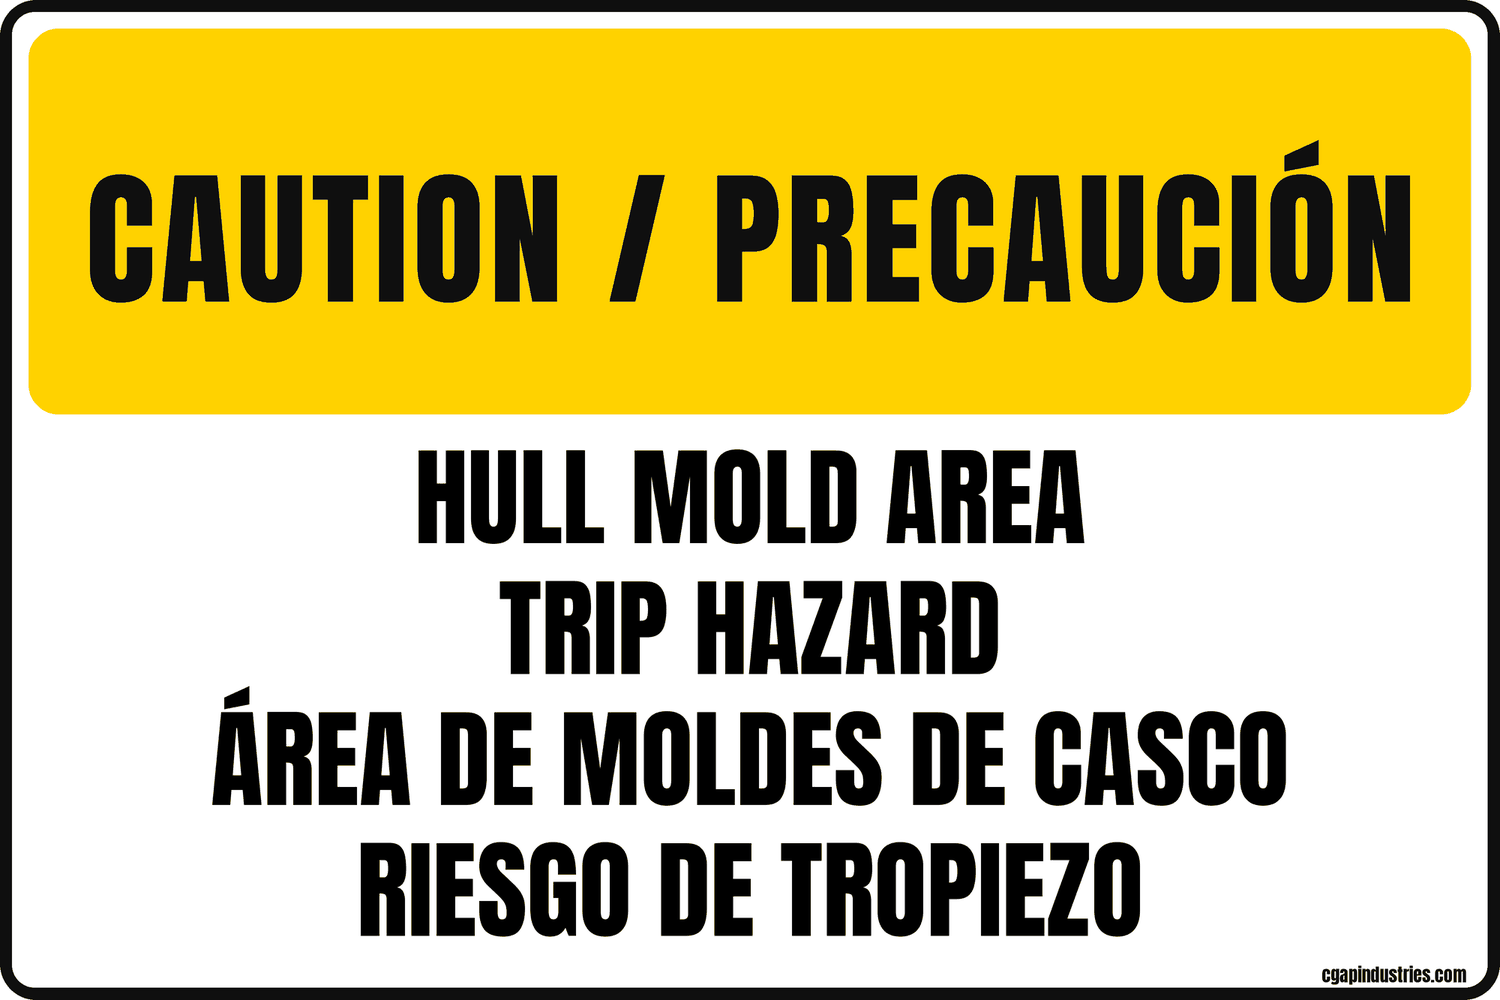 CAUTION / PRECAUCIÓN
HULL MOLD AREA
TRIP HAZARD
ÁREA DE MOLDES DE CASCO
RIESGO DE TROPIEZO
cgapindustries.com